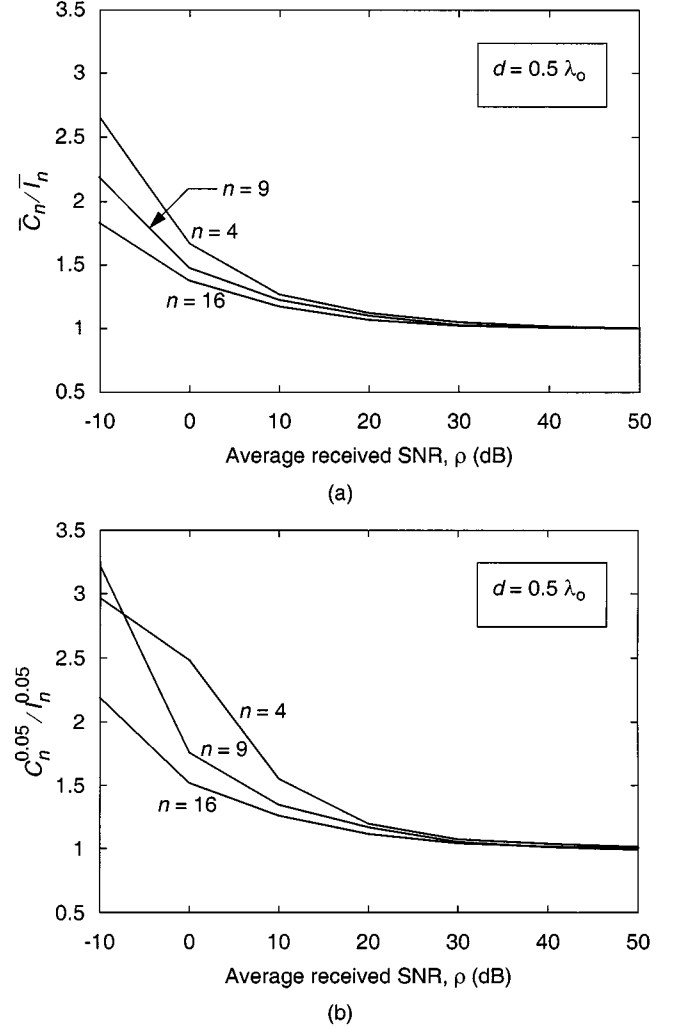 3.5
3
2.5
2
1.5
1
0.5
C̅n / I̅n
d = 0.5 λo
n = 9
n = 4
n = 16
-10 0 10 20 30 40 50
Average received SNR, ρ (dB)
(a)
3.5
3
2.5
2
1.5
1
0.5
Cn^0.05 / In^0.05
d = 0.5 λo
n = 4
n = 9
n = 16
-10 0 10 20 30 40 50
Average received SNR, ρ (dB)
(b)